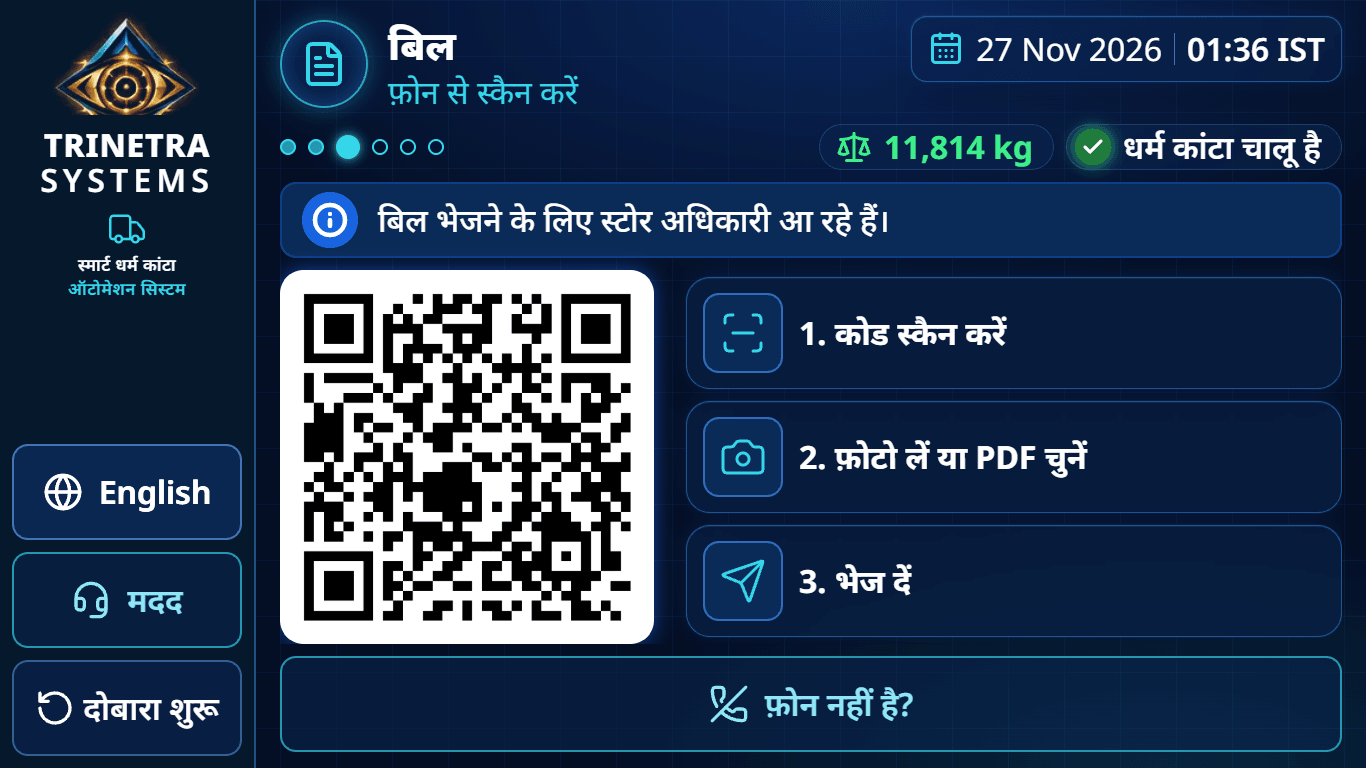 TRINETRA
SYSTEMS
स्मार्ट धर्म कांटा
ऑटोमेशन सिस्टम
English
मदद
दोबारा शुरू
बिल
फ़ोन से स्कैन करें
27 Nov 2026
01:36 IST
11,814 kg
धर्म कांटा चालू है
बिल भेजने के लिए स्टोर अधिकारी आ रहे हैं।
1. कोड स्कैन करें
2. फ़ोटो लें या PDF चुनें
3. भेज दें
फ़ोन नहीं है?